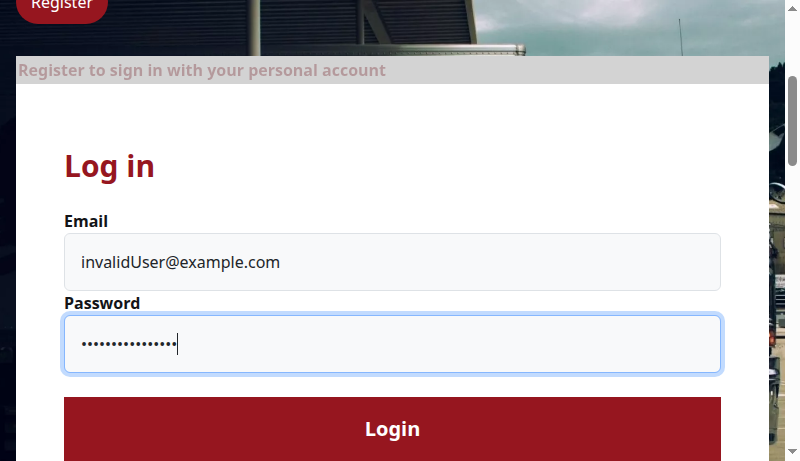 Register
Register to sign in with your personal account
Log in
Email
invalidUser@example.com
Password
••••••••••••••••
Login